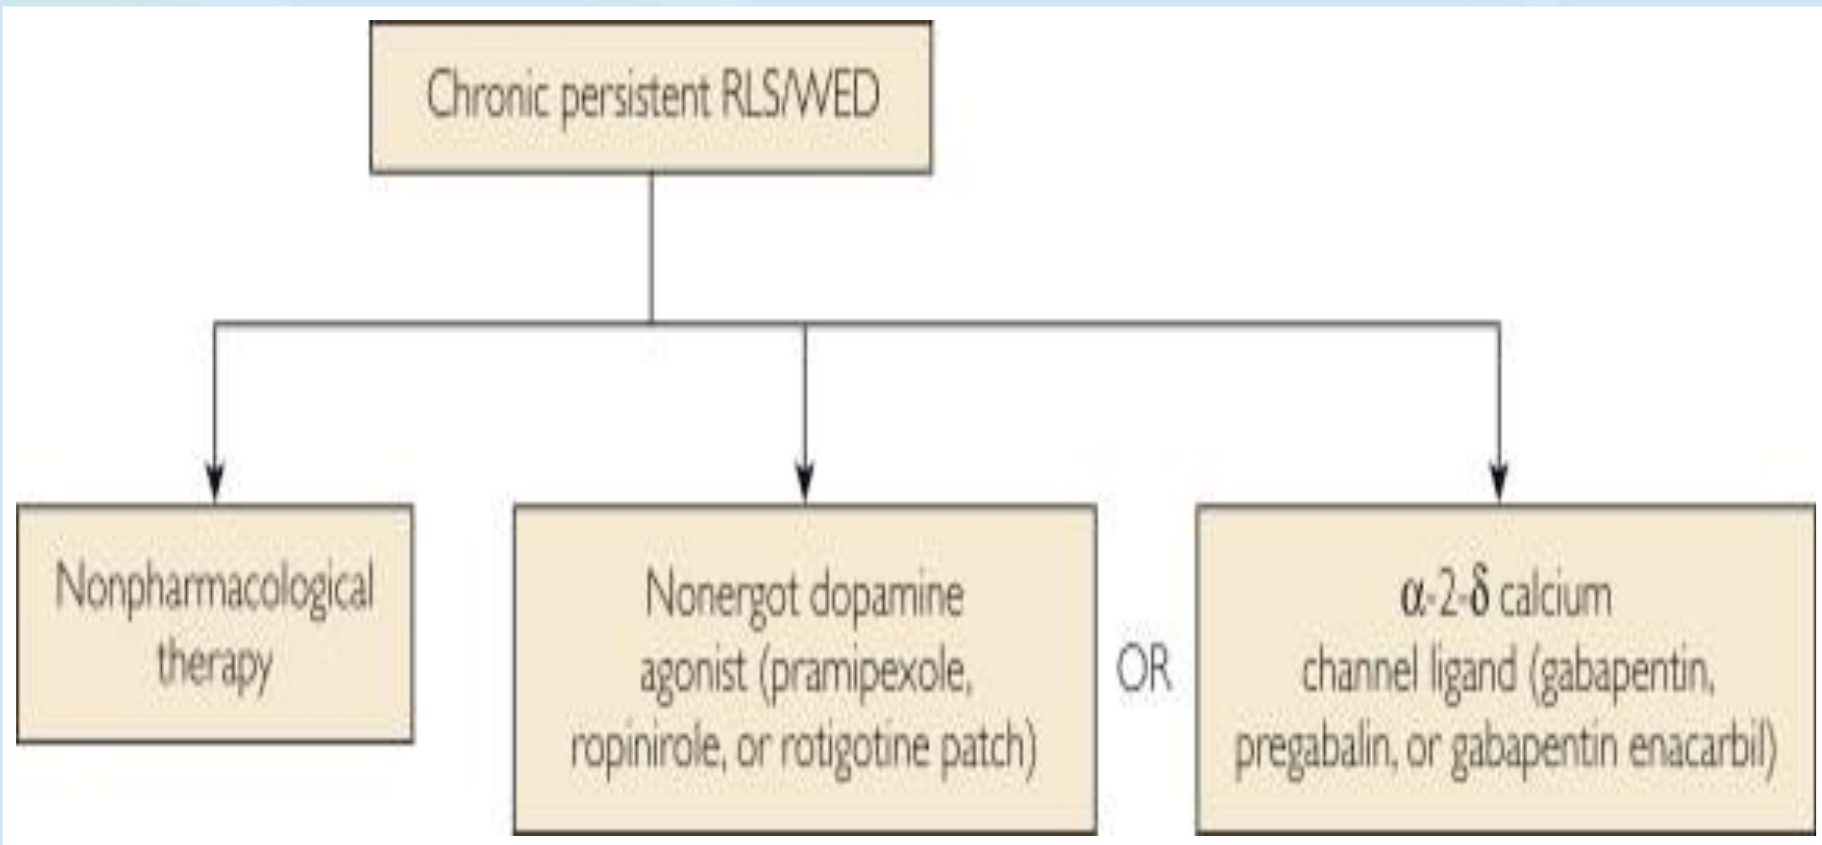 Chronic persistent RLS/WED
Nonpharmacological
therapy
Nonergot dopamine
agonist (pramipexole,
ropinirole, or rotigotine patch)
OR
α-2-δ calcium
channel ligand (gabapentin,
pregabalin, or gabapentin enacarbil)